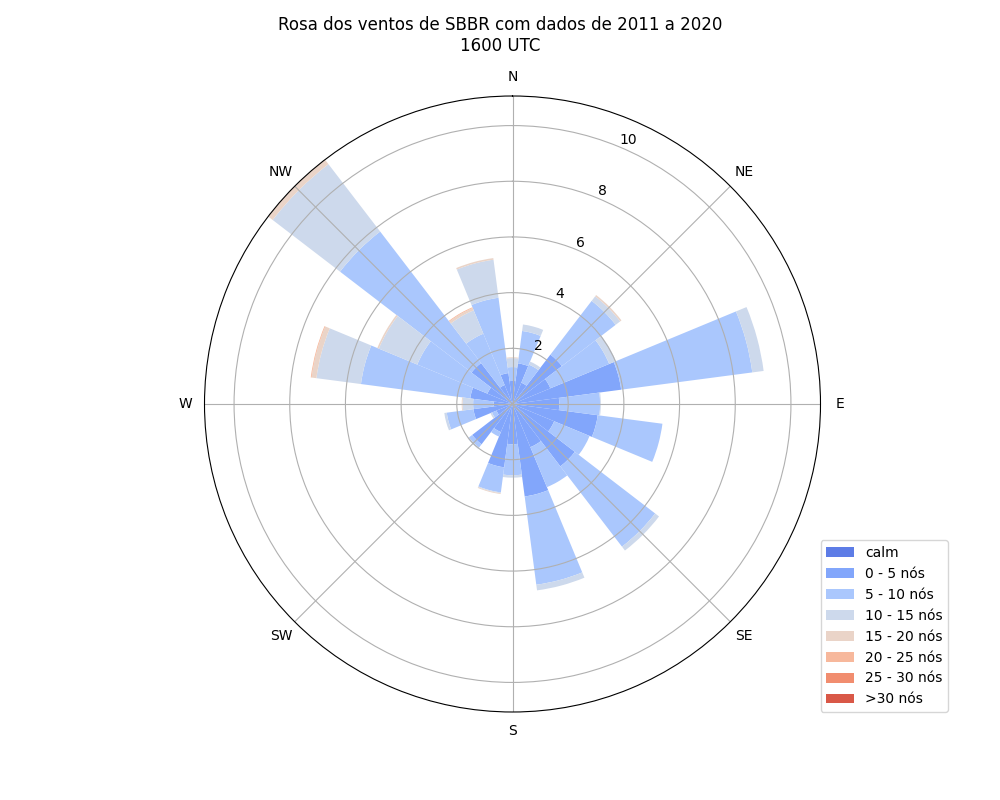 Rosa dos ventos de SBBR com dados de 2011 a 2020
1600 UTC
N
NE
E
SE
S
SW
W
NW
10
8
6
4
2
calm
0 - 5 nós
5 - 10 nós
10 - 15 nós
15 - 20 nós
20 - 25 nós
25 - 30 nós
>30 nós